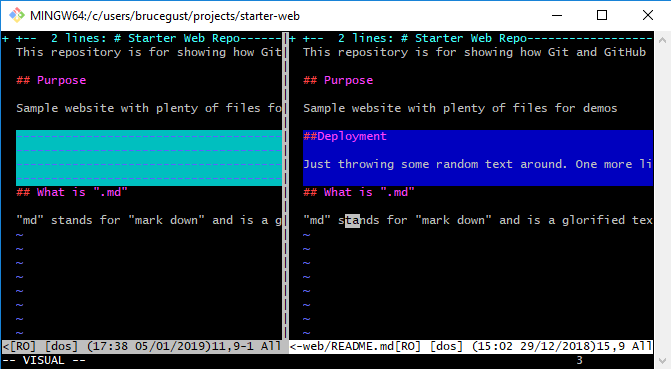 MINGW64:/c/users/brucegust/projects/starter-web
+ +-- 2 lines: # Starter Web Repo------- + +-- 2 lines: # Starter Web Repo------------------
This repository is for showing how Git This repository is for showing how Git and GitHub
## Purpose ## Purpose
Sample website with plenty of files fo Sample website with plenty of files for demos
-------------------------------------- ##Deployment
--------------------------------------
-------------------------------------- Just throwing some random text around. One more li
--------------------------------------
## What is ".md" ## What is ".md"
"md" stands for "mark down" and is a g "md" stands for "mark down" and is a glorified tex
~ ~
~ ~
~ ~
~ ~
~ ~
~ ~
~ ~
~ ~
<[RO] [dos] (17:38 05/01/2019)11,9-1 All <-web/README.md[RO] [dos] (15:02 29/12/2018)15,9 All
-- VISUAL -- 3